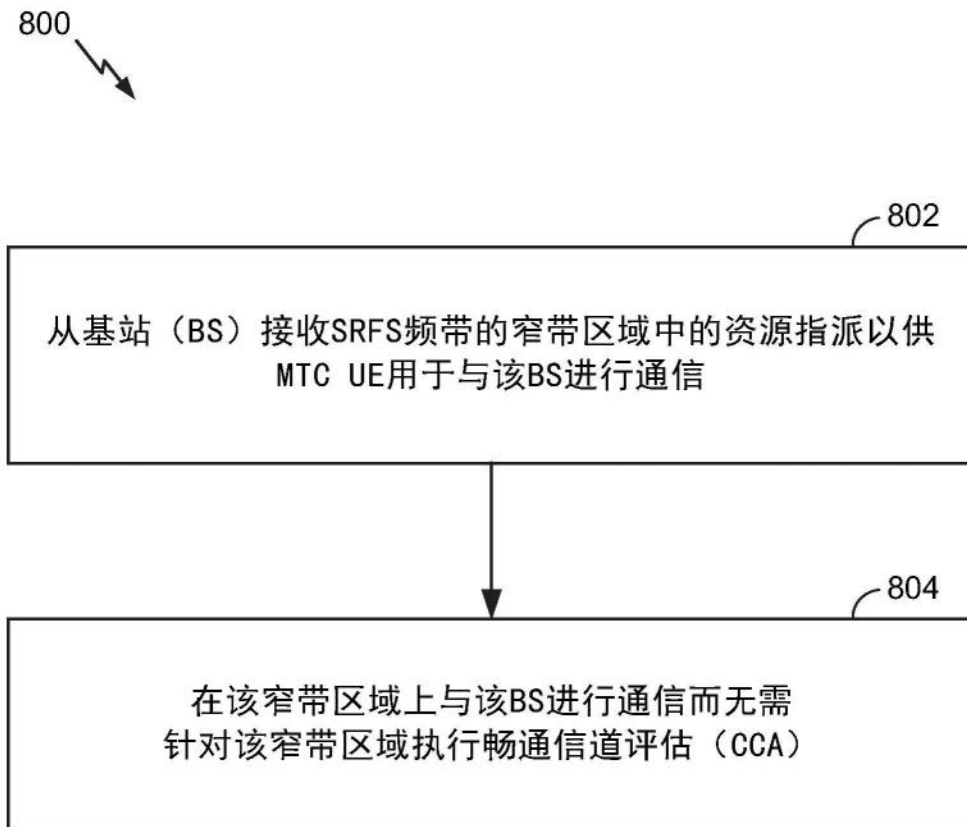 800
802
从基站（BS）接收SRFS频带的窄带区域中的资源指派以供
MTC UE用于与该BS进行通信
804
在该窄带区域上与该BS进行通信而无需
针对该窄带区域执行畅通信道评估（CCA）